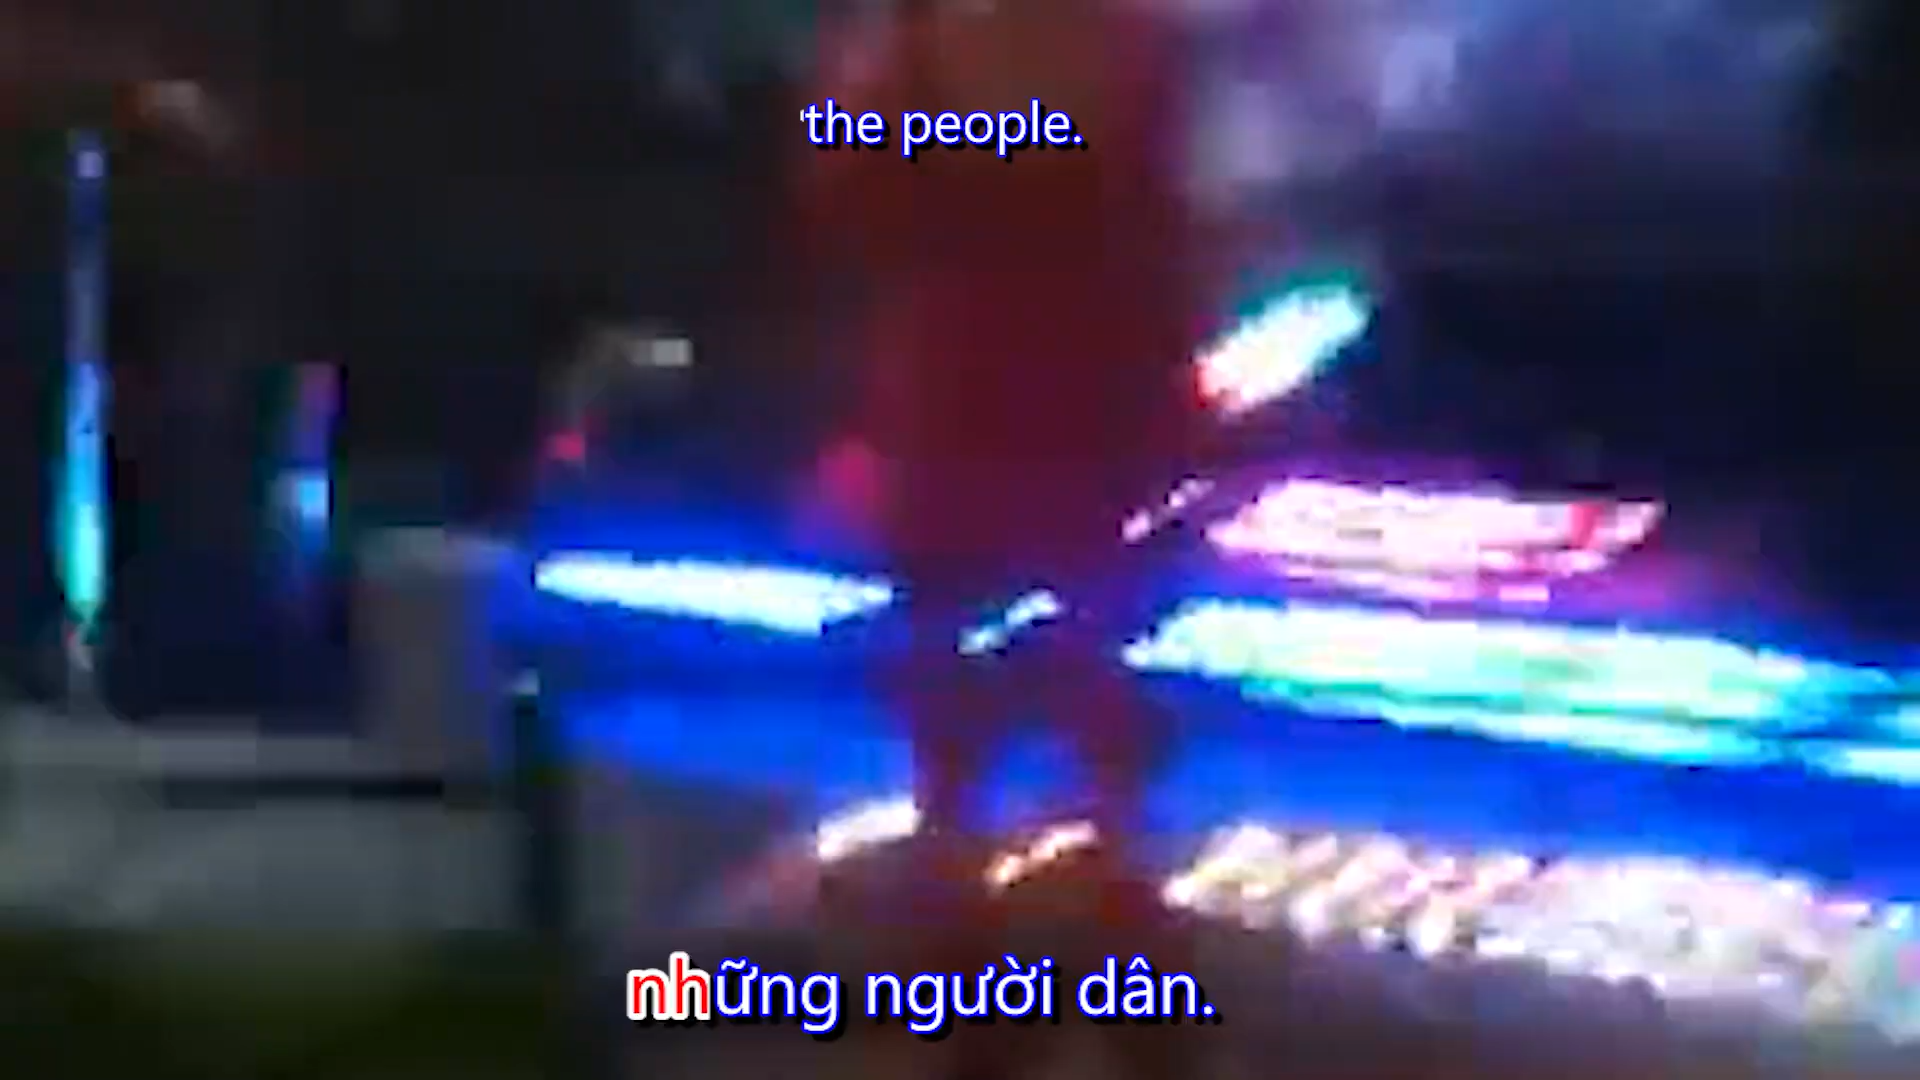 the people.
những người dân.